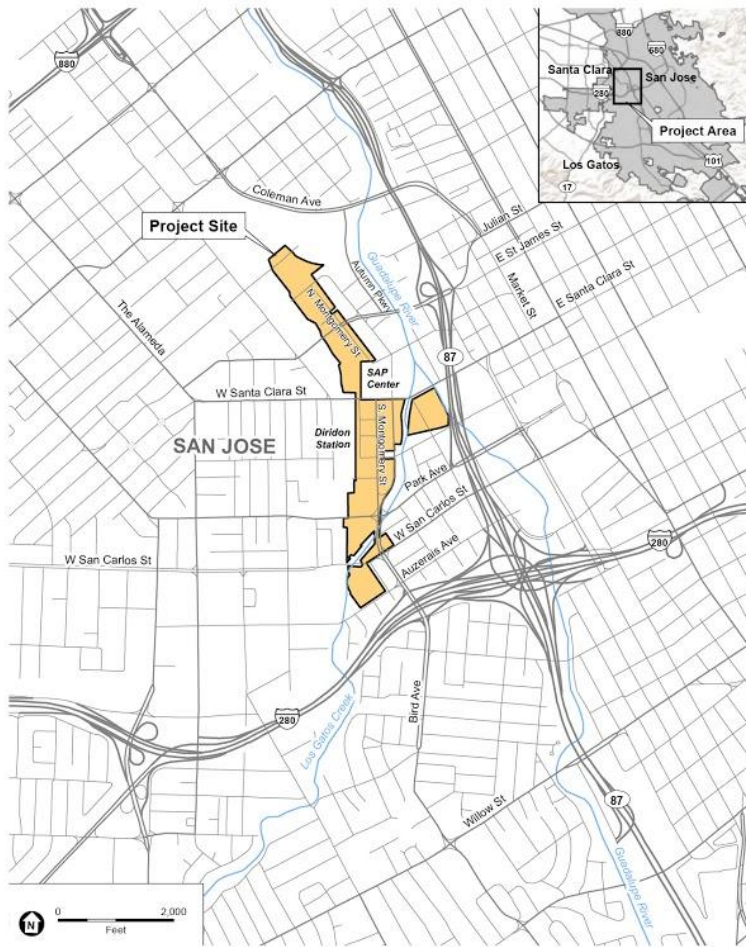 880
680
Santa Clara
San Jose
280
Project Area
Los Gatos
101
17
880
Coleman Ave
Julian St
Project Site
E St James St
Guadalupe River
Autumn Pkwy
Market St
E Santa Clara St
N. Montgomery St
The Alameda
87
SAP
Center
W Santa Clara St
S. Montgomery St
Diridon
Station
SAN JOSE
Park Ave
W San Carlos St
280
W San Carlos St
Auzerais Ave
280
Los Gatos Creek
Bird Ave
87
Willow St
Guadalupe River
N
0
2,000
Feet